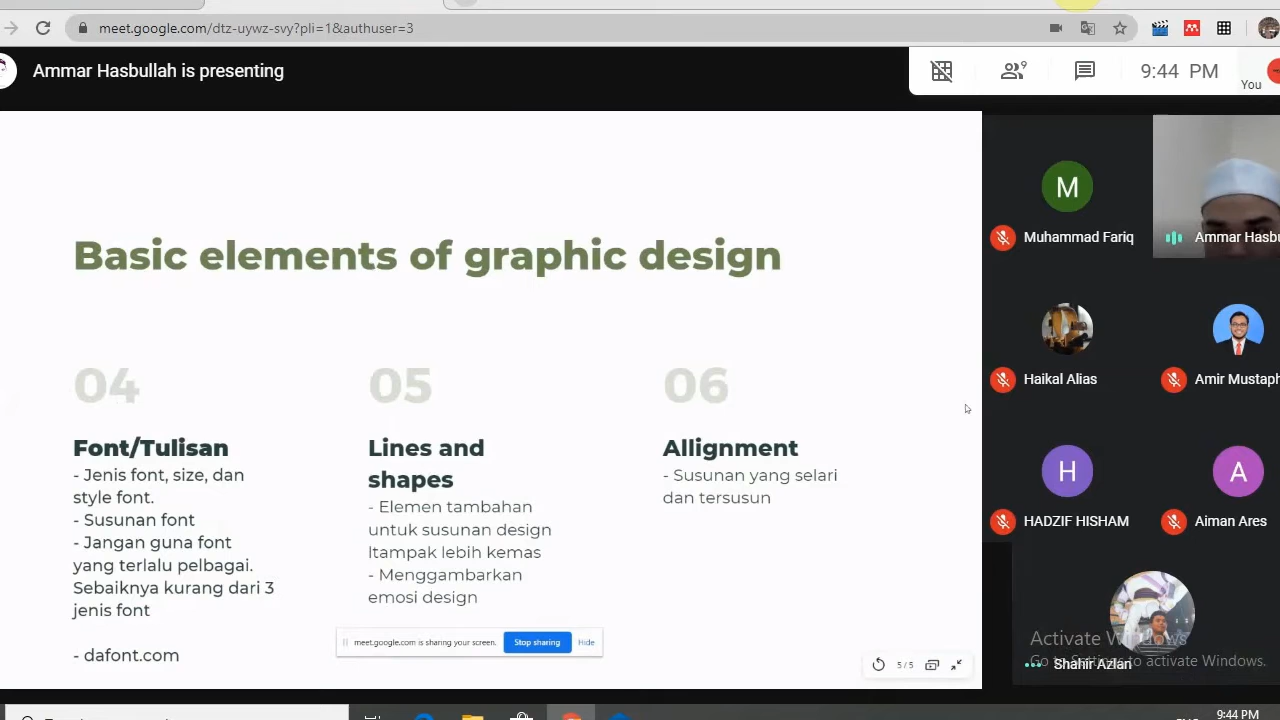 meet.google.com/dtz-uywz-svy?pli=1&authuser=3
Ammar Hasbullah is presenting
9
9:44 PM
You
Basic elements of graphic design
04
Font/Tulisan
- Jenis font, size, dan
style font.
- Susunan font
- Jangan guna font
yang terlalu pelbagai.
Sebaiknya kurang dari 3
jenis font
- dafont.com
05
Lines and
shapes
- Elemen tambahan
untuk susunan design
ltampak lebih kemas
- Menggambarkan
emosi design
06
Allignment
- Susunan yang selari
dan tersusun
meet.google.com is sharing your screen.
Stop sharing
Hide
5 / 5
M
Muhammad Fariq
Ammar Hasbu
Haikal Alias
Amir Mustaph
H
HADZIF HISHAM
A
Aiman Ares
Shahir Azlan
Activate Windows
Go to Settings to activate Windows.
9:44 PM